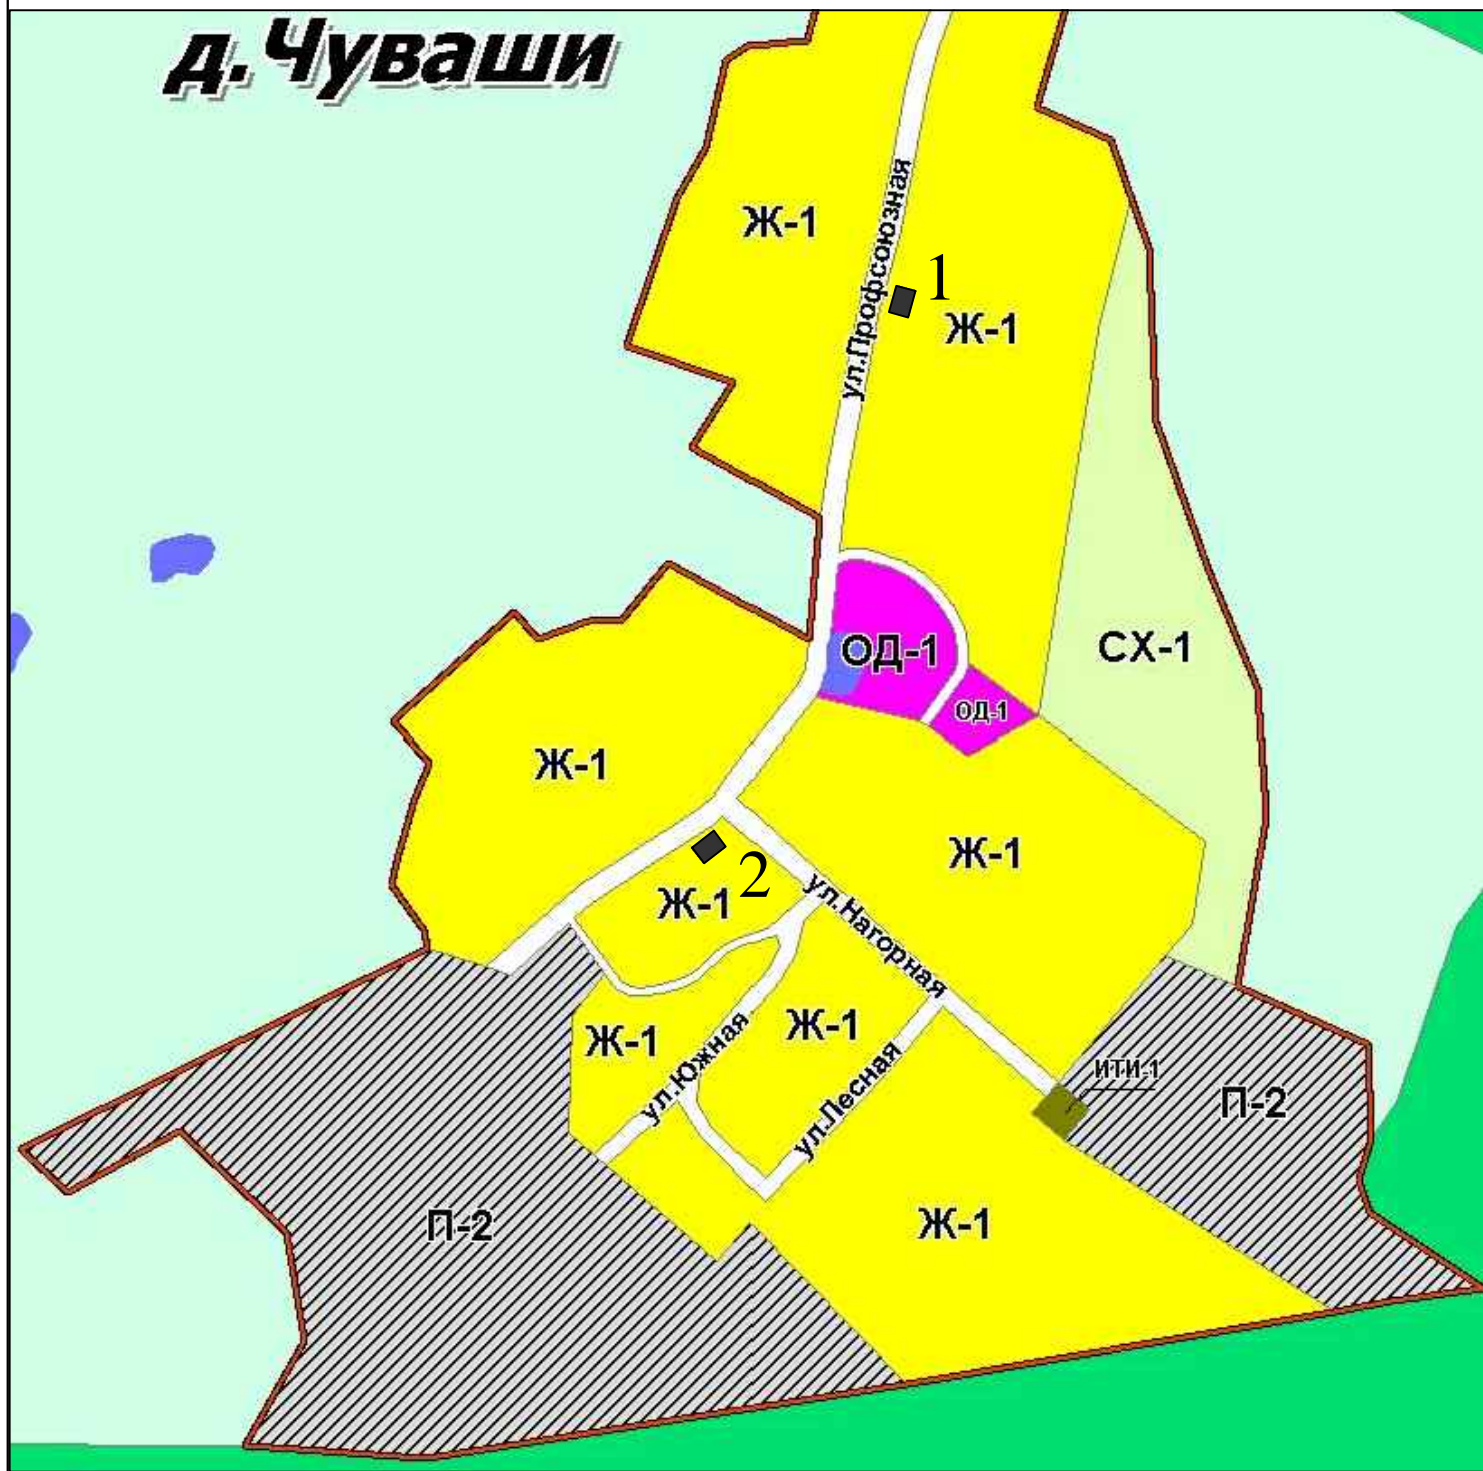 д.Чуваши
Ж-1
ул.Профсоюзная
1
Ж-1
ОД-1
СХ-1
ОД-1
Ж-1
Ж-1
2
Ж-1
ул.Нагорная
Ж-1
Ж-1
ул.Южная
ул.Лесная
ИТИ-1
П-2
П-2
Ж-1